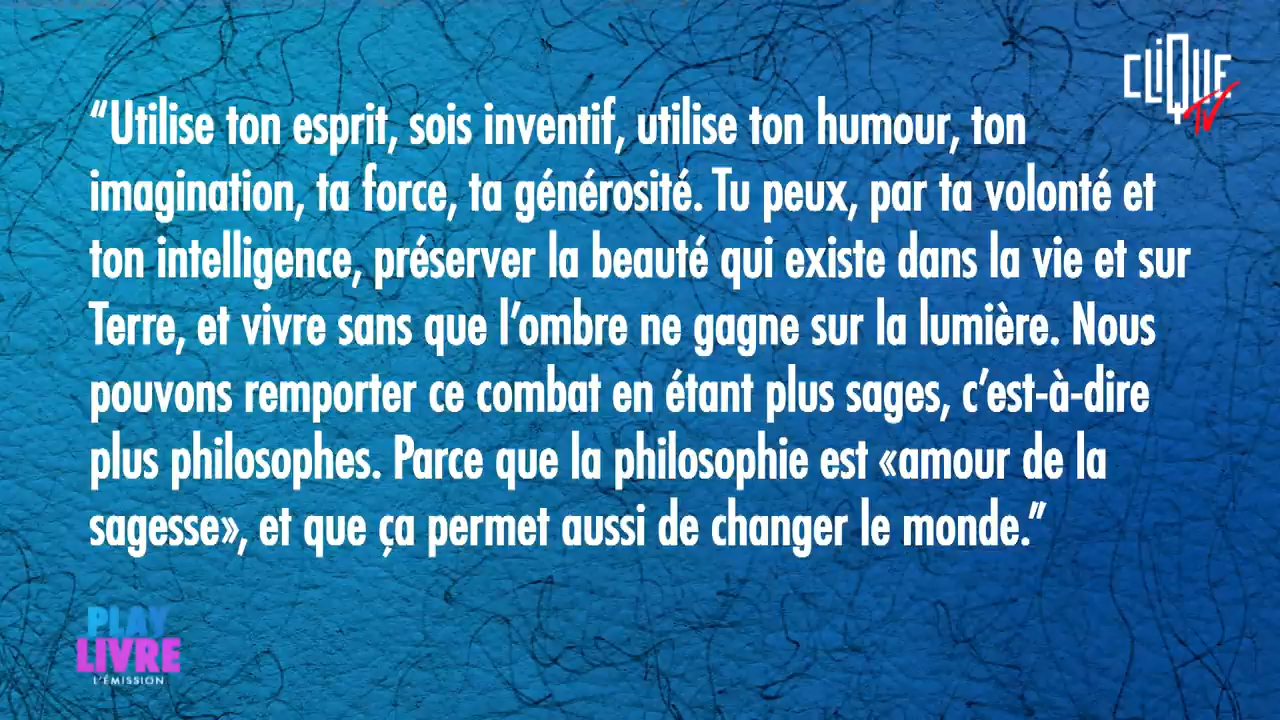 CLIQUE TV
“Utilise ton esprit, sois inventif, utilise ton humour, ton
imagination, ta force, ta générosité. Tu peux, par ta volonté et
ton intelligence, préserver la beauté qui existe dans la vie et sur
Terre, et vivre sans que l’ombre ne gagne sur la lumière. Nous
pouvons remporter ce combat en étant plus sages, c’est-à-dire
plus philosophes. Parce que la philosophie est «amour de la
sagesse», et que ça permet aussi de changer le monde.”
PLAY
LIVRE
L’ÉMISSION